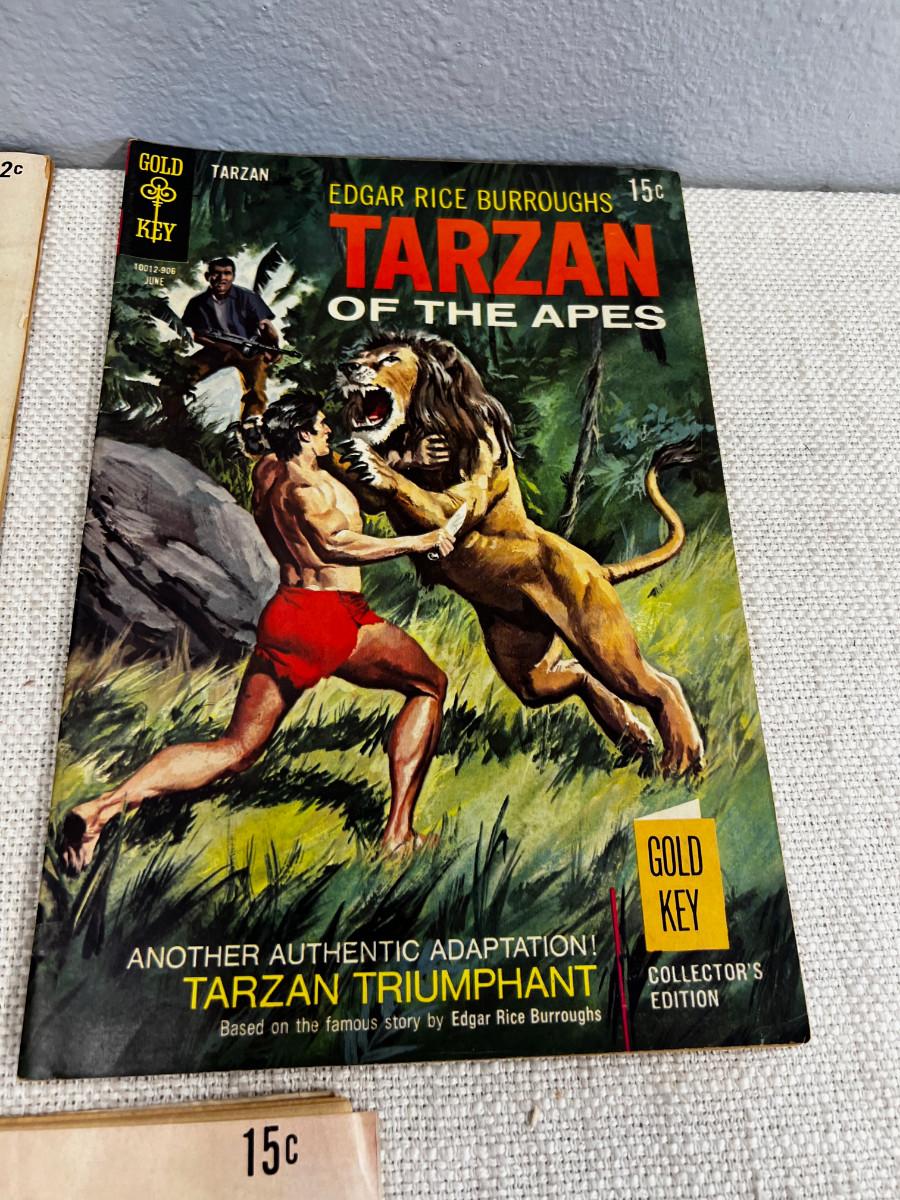 2c
GOLD
KEY
TARZAN
10012-906
JUNE
EDGAR RICE BURROUGHS
15c
TARZAN
OF THE APES
GOLD
KEY
COLLECTOR'S
EDITION
ANOTHER AUTHENTIC ADAPTATION!
TARZAN TRIUMPHANT
Based on the famous story by Edgar Rice Burroughs
15c